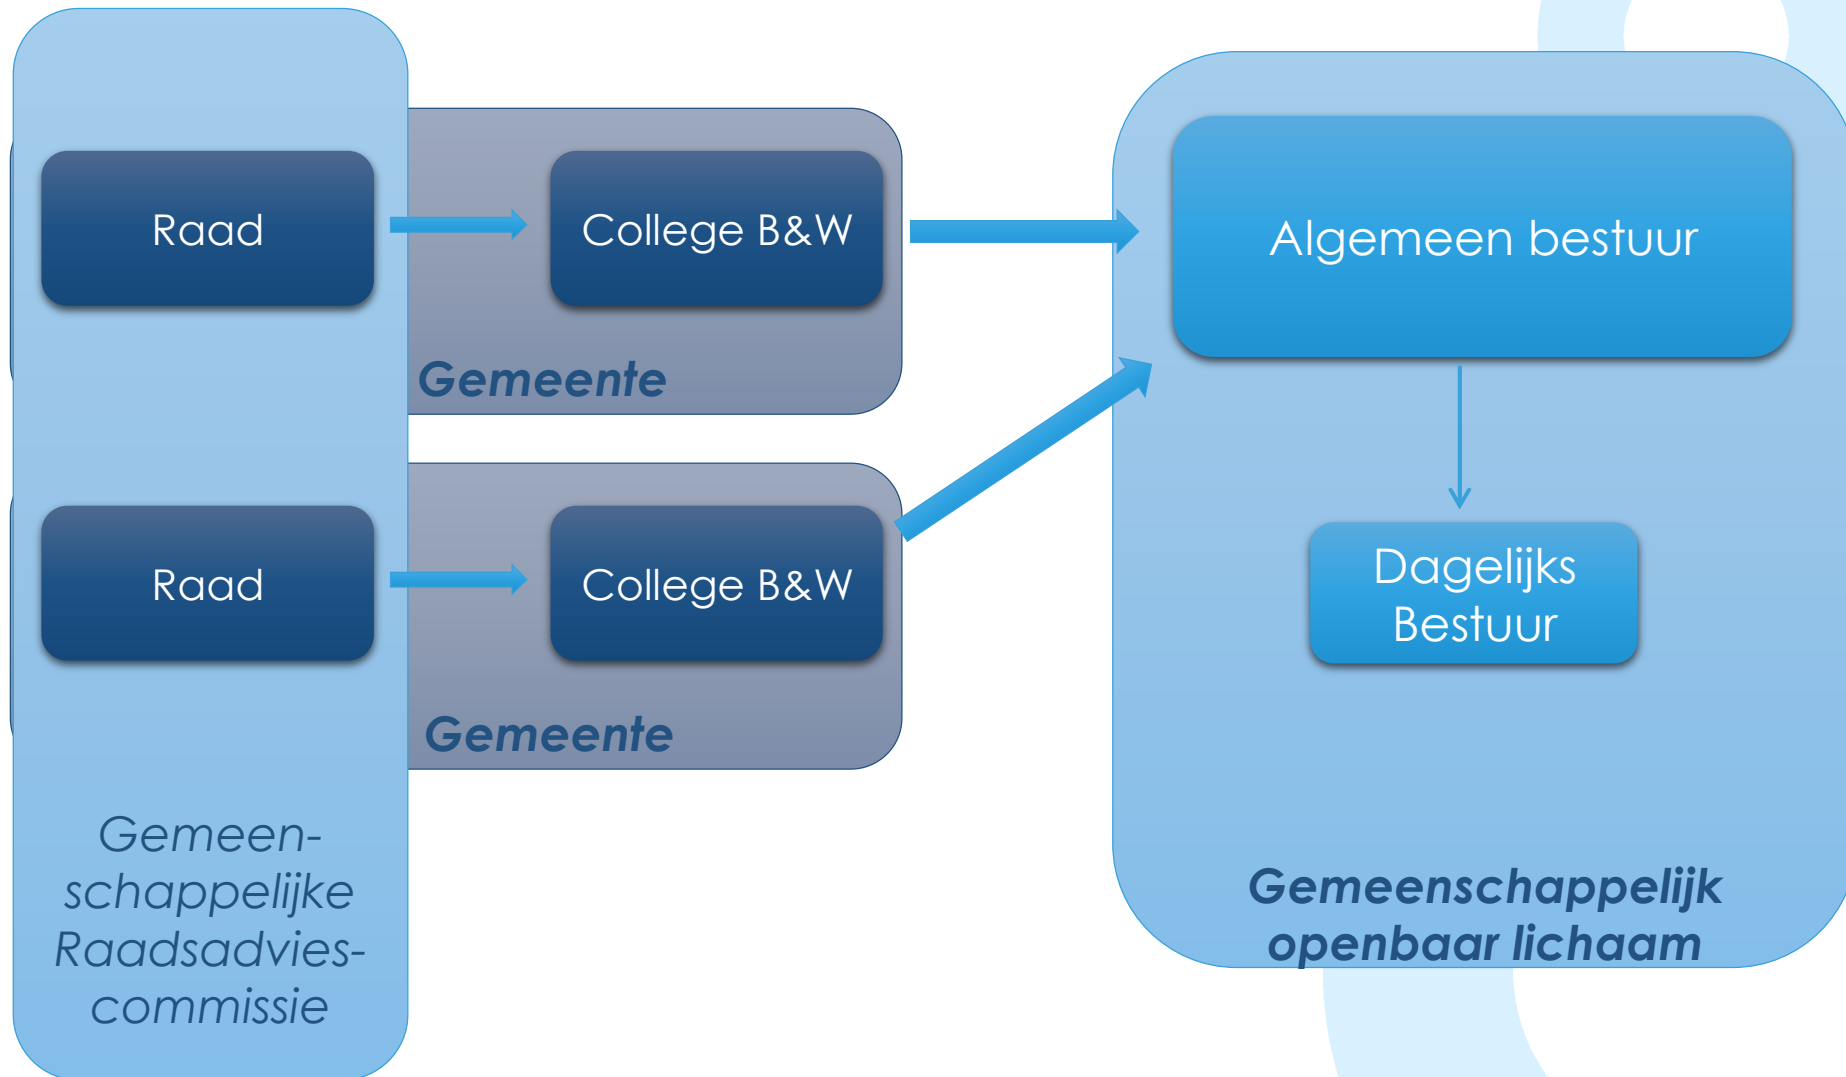 Raad
College B&W
Gemeente
Raad
College B&W
Gemeente
Gemeen-
schappelijke
Raadsadvies-
commissie
Algemeen bestuur
Dagelijks
Bestuur
Gemeenschappelijk
openbaar lichaam